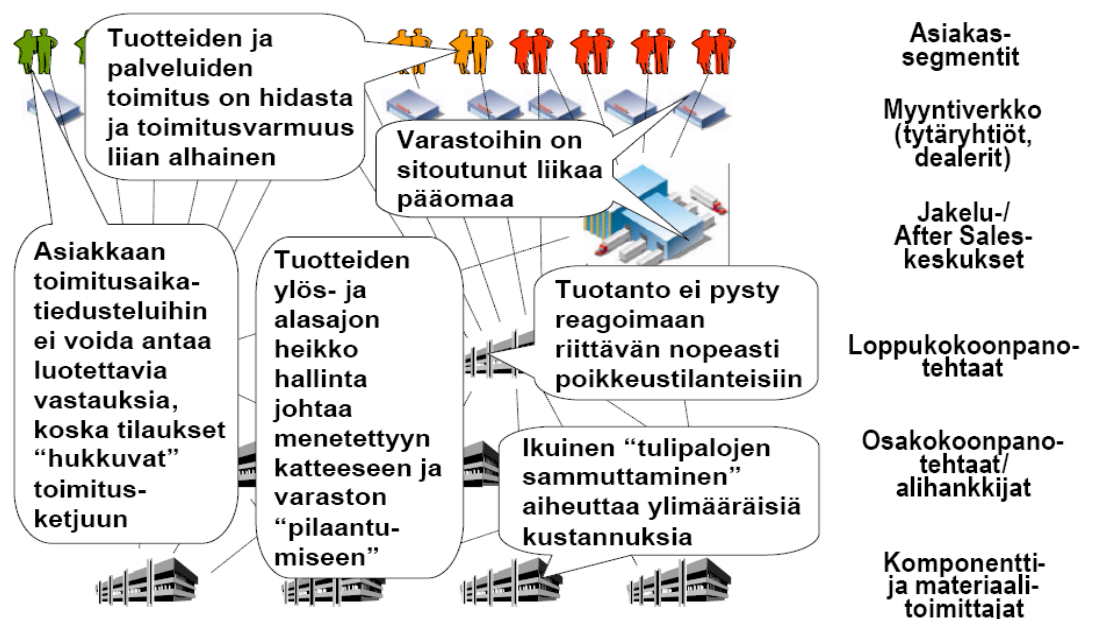 Tuotteiden ja
palveluiden
toimitus on hidasta
ja toimitusvarmuus
liian alhainen
Varastoihin on
sitoutunut liikaa
pääomaa
Asiakkaan
toimitusaika-
tiedusteluihin
ei voida antaa
luotettavia
vastauksia,
koska tilaukset
“hukkuvat”
toimitus-
ketjuun
Tuotteiden
ylös- ja
alasajon
heikko
hallinta
johtaa
menetettyyn
katteeseen ja
varaston
“pilaantu-
miseen”
Tuotanto ei pysty
reagoimaan
riittävän nopeasti
poikkeustilanteisiin
Ikuinen “tulipalojen
sammuttaminen”
aiheuttaa ylimääräisiä
kustannuksia
Asiakas-
segmentit
Myyntiverkko
(tytäryhtiöt,
dealerit)
Jakelu-/
After Sales-
keskukset
Loppukokoonpano-
tehtaat
Osakokoonpano-
tehtaat/
alihankkijat
Komponentti-
ja materiaali-
toimittajat